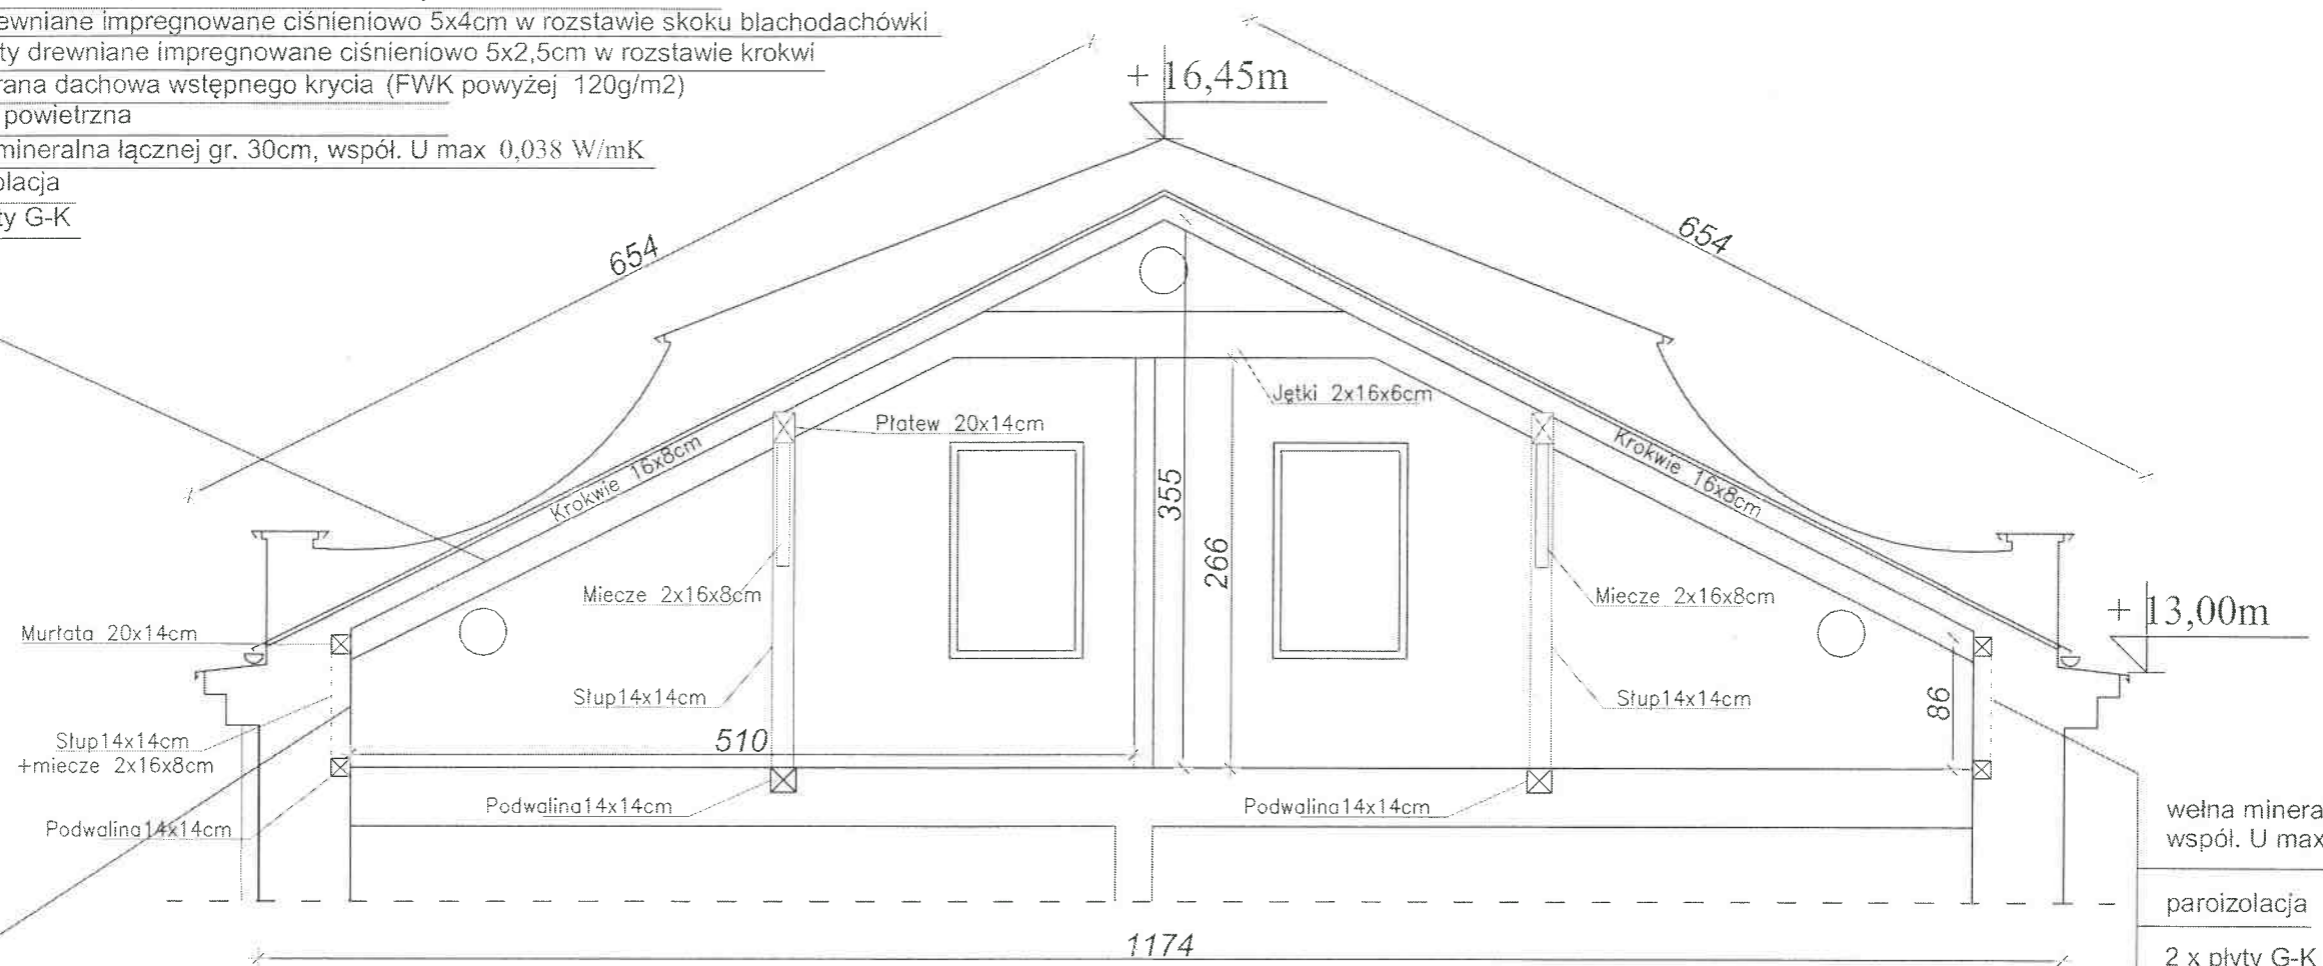 ewniane impregnowane ciśnieniowo 5x4cm w rozstawie skoku blachodachówki
ty drewniane impregnowane ciśnieniowo 5x2,5cm w rozstawie krokwi
rana dachowa wstępnego krycia (FWK powyżej 120g/m2)
powietrzna
mineralna łącznej gr. 30cm, współ. U max 0,038 W/mK
olacja
ty G-K
+ 16,45m
654
654
Jętki 2x16x6cm
Płatew 20x14cm
Krokwie 16x8cm
Krokwie 16x8cm
355
266
Miecze 2x16x8cm
Miecze 2x16x8cm
+ 13,00m
Murłata 20x14cm
Słup14x14cm
Słup14x14cm
86
510
Słup14x14cm
+miecze 2x16x8cm
Podwalina14x14cm
Podwalina14x14cm
Podwalina14x14cm
wełna minera
współ. U max
paroizolacja
2 x płyty G-K
1174